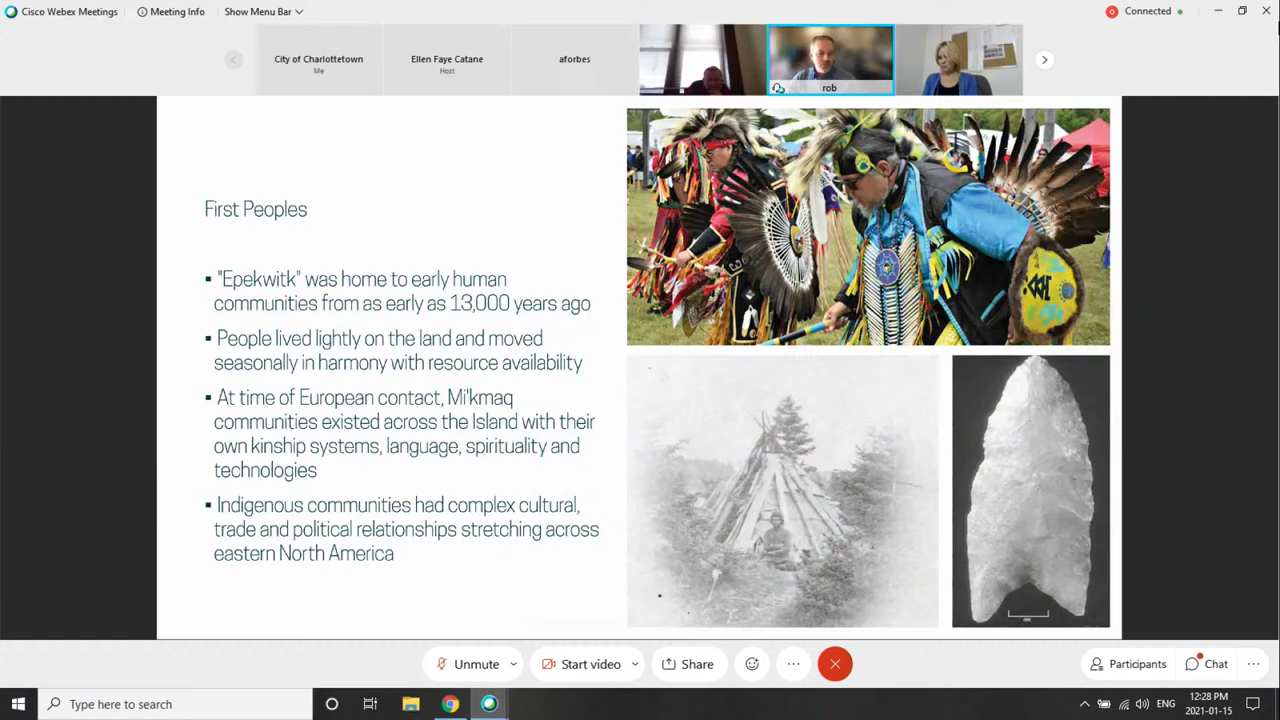 Cisco Webex Meetings
Meeting Info
Show Menu Bar
Connected
City of Charlottetown
Me
Ellen Faye Catane
Host
aforbes
rob
First Peoples
▪ "Epekwitk" was home to early human
communities from as early as 13,000 years ago
▪ People lived lightly on the land and moved
seasonally in harmony with resource availability
▪ At time of European contact, Mi'kmaq
communities existed across the Island with their
own kinship systems, language, spirituality and
technologies
▪ Indigenous communities had complex cultural,
trade and political relationships stretching across
eastern North America
Unmute
Start video
Share
Participants
Chat
Type here to search
ENG
12:28 PM
2021-01-15